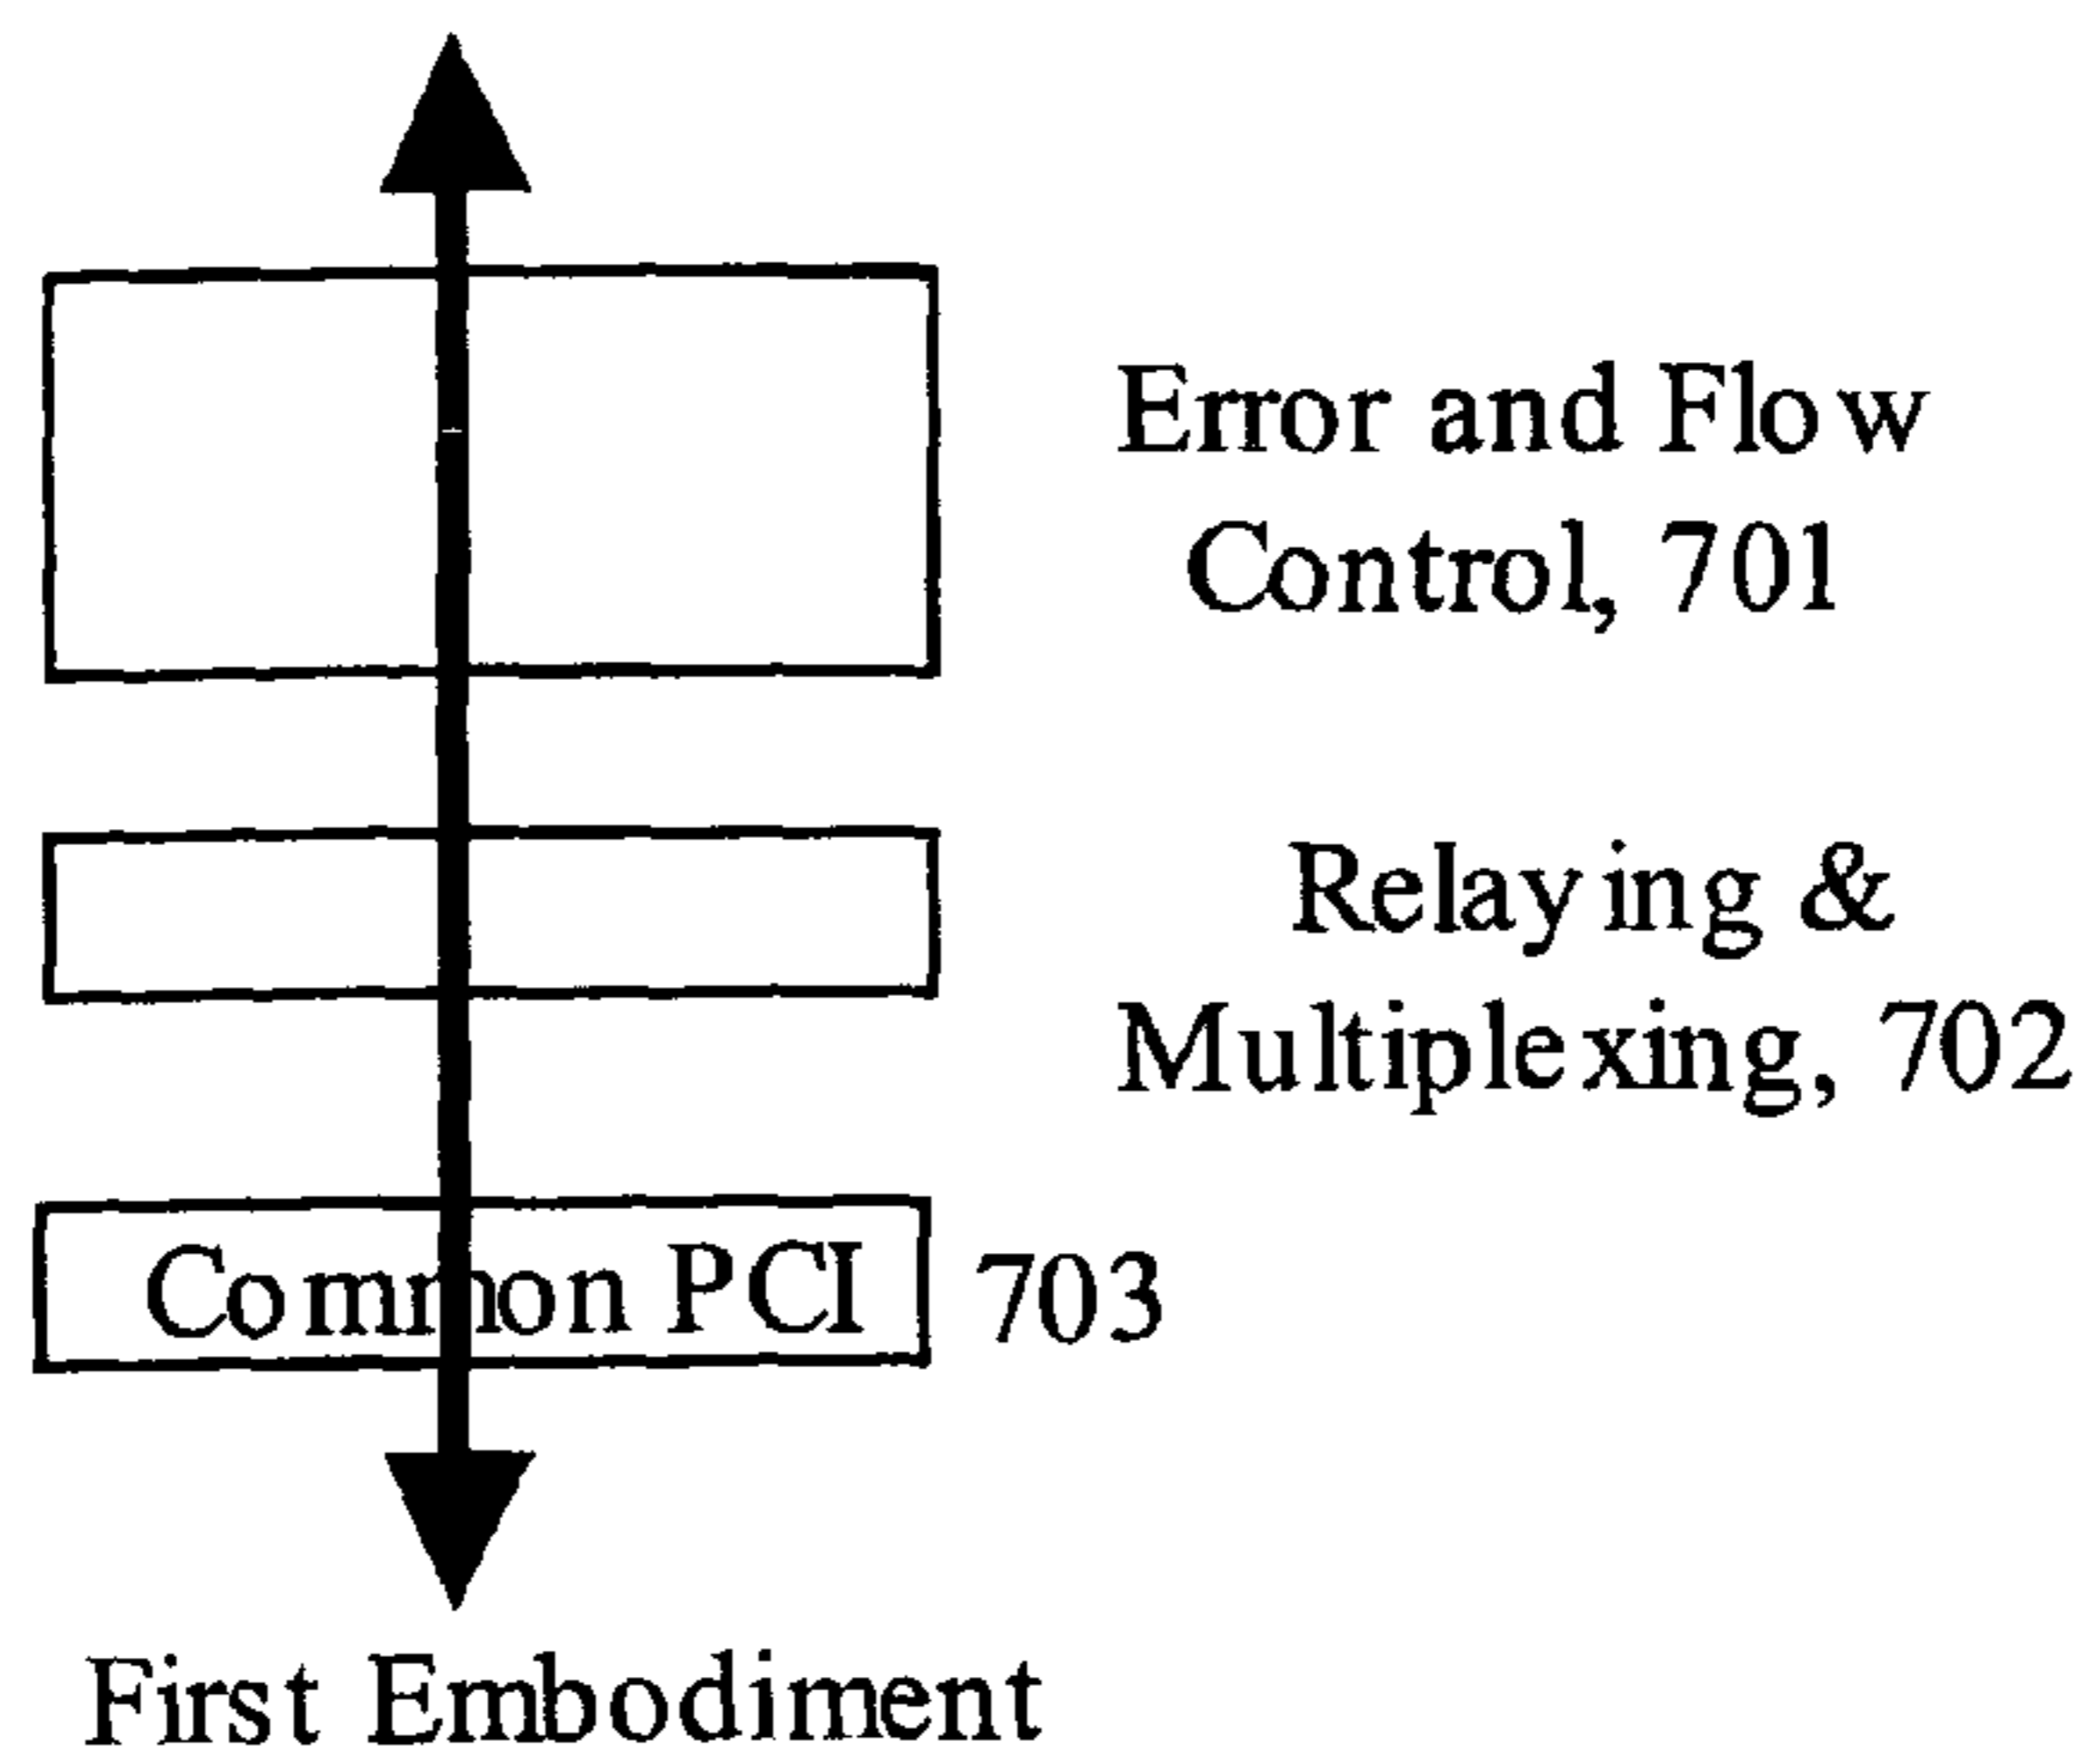 Error and Flow
Control, 701
Relaying &
Multiplexing, 702
Common PCI 703
First Embodiment